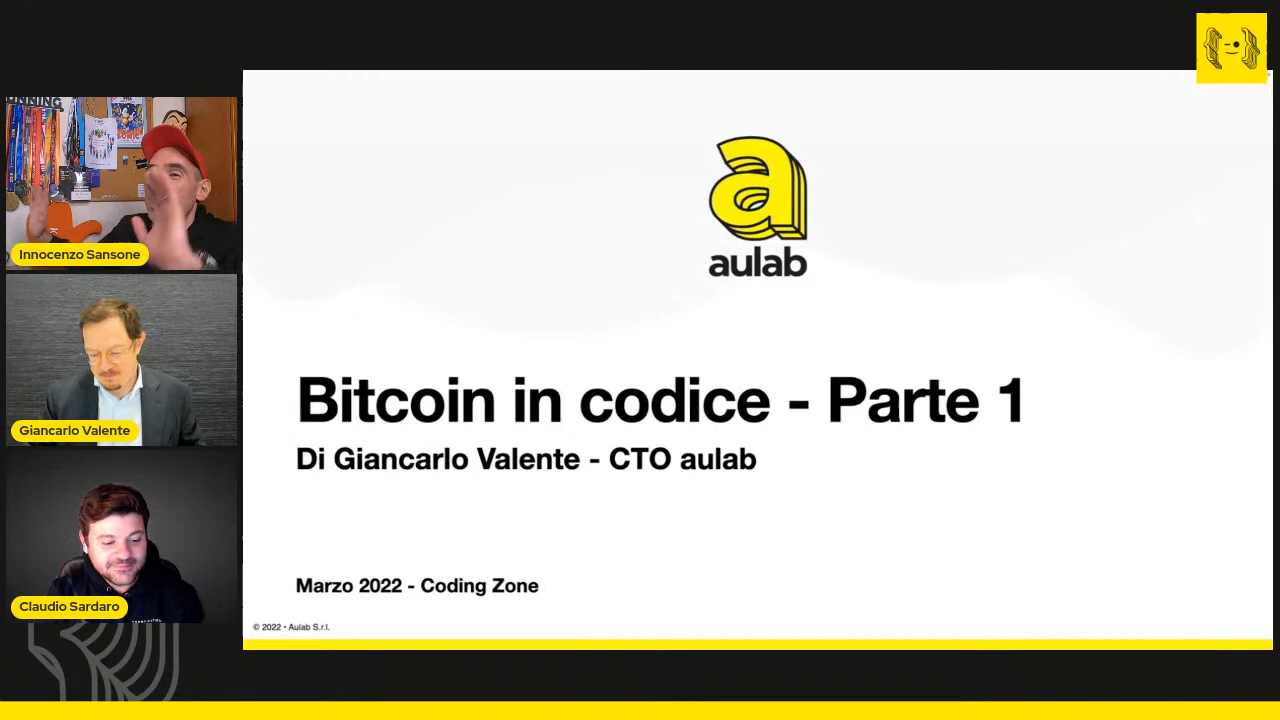 SONIC
Innocenzo Sansone
Giancarlo Valente
Claudio Sardaro
aulab
Bitcoin in codice - Parte 1
Di Giancarlo Valente - CTO aulab
Marzo 2022 - Coding Zone
© 2022 • Aulab S.r.l.